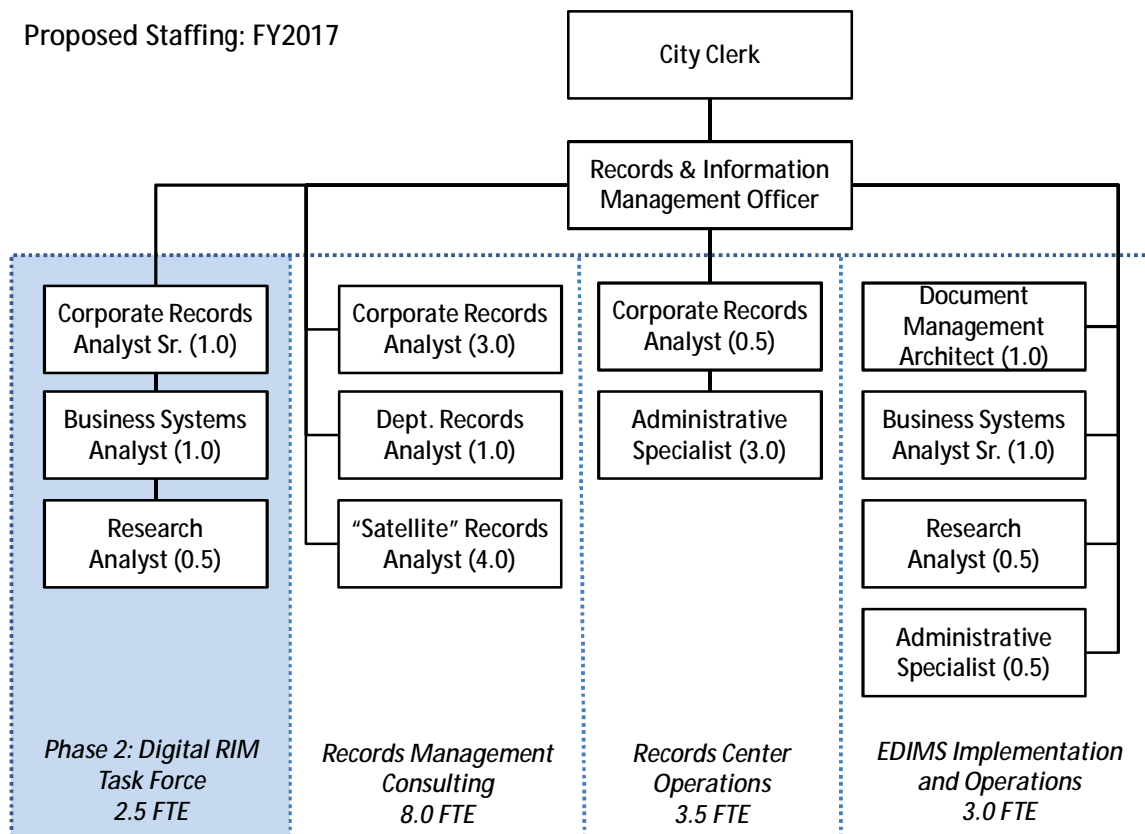 Proposed Staffing: FY2017
City Clerk
Records & Information
Management Officer
Corporate Records
Analyst Sr. (1.0)
Business Systems
Analyst (1.0)
Research
Analyst (0.5)
Phase 2: Digital RIM
Task Force
2.5 FTE
Corporate Records
Analyst (3.0)
Dept. Records
Analyst (1.0)
“Satellite” Records
Analyst (4.0)
Records Management
Consulting
8.0 FTE
Corporate Records
Analyst (0.5)
Administrative
Specialist (3.0)
Records Center
Operations
3.5 FTE
Document
Management
Architect (1.0)
Business Systems
Analyst Sr. (1.0)
Research
Analyst (0.5)
Administrative
Specialist (0.5)
EDIMS Implementation
and Operations
3.0 FTE